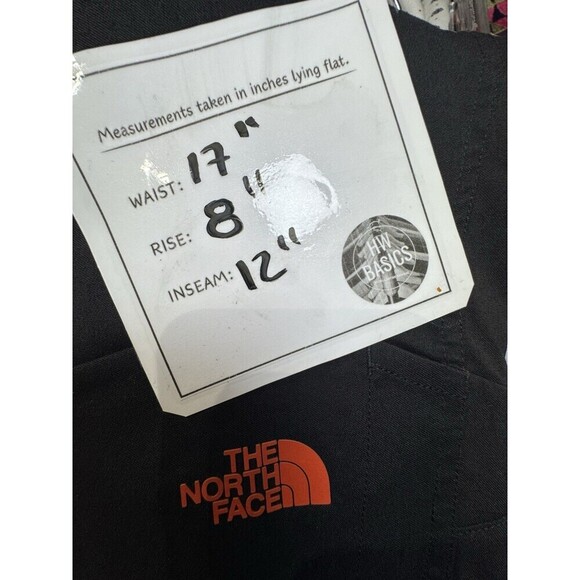 Measurements taken in inches lying flat.
WAIST: 17"
RISE: 8"
INSEAM: 12"
HW
BASICS
THE
NORTH
FACE